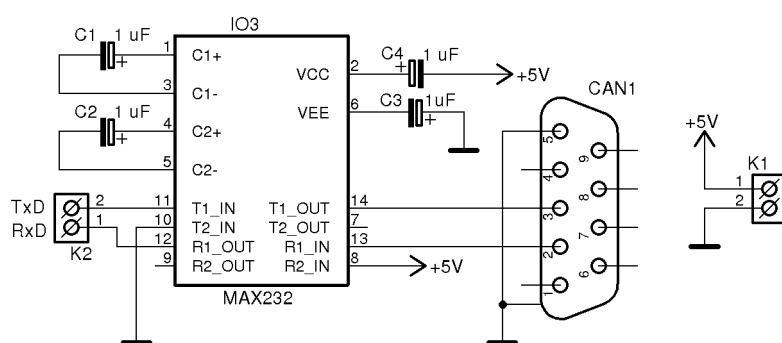 IO3
C1 1 uF
+
1 C1+
3 C1-
C2 1 uF
+
4 C2+
5 C2-
VCC 2
C4 1 uF
+
+5V
VEE 6
C3 1uF
+
TxD 2 11 T1_IN
10 T2_IN
RxD 1 12 R1_OUT
K2
9 R2_OUT
T1_OUT 14
T2_OUT 7
R1_IN 13
R2_IN 8
+5V
MAX232
CAN1
5
9
4
8
3
7
2
6
1
+5V
K1
1
2